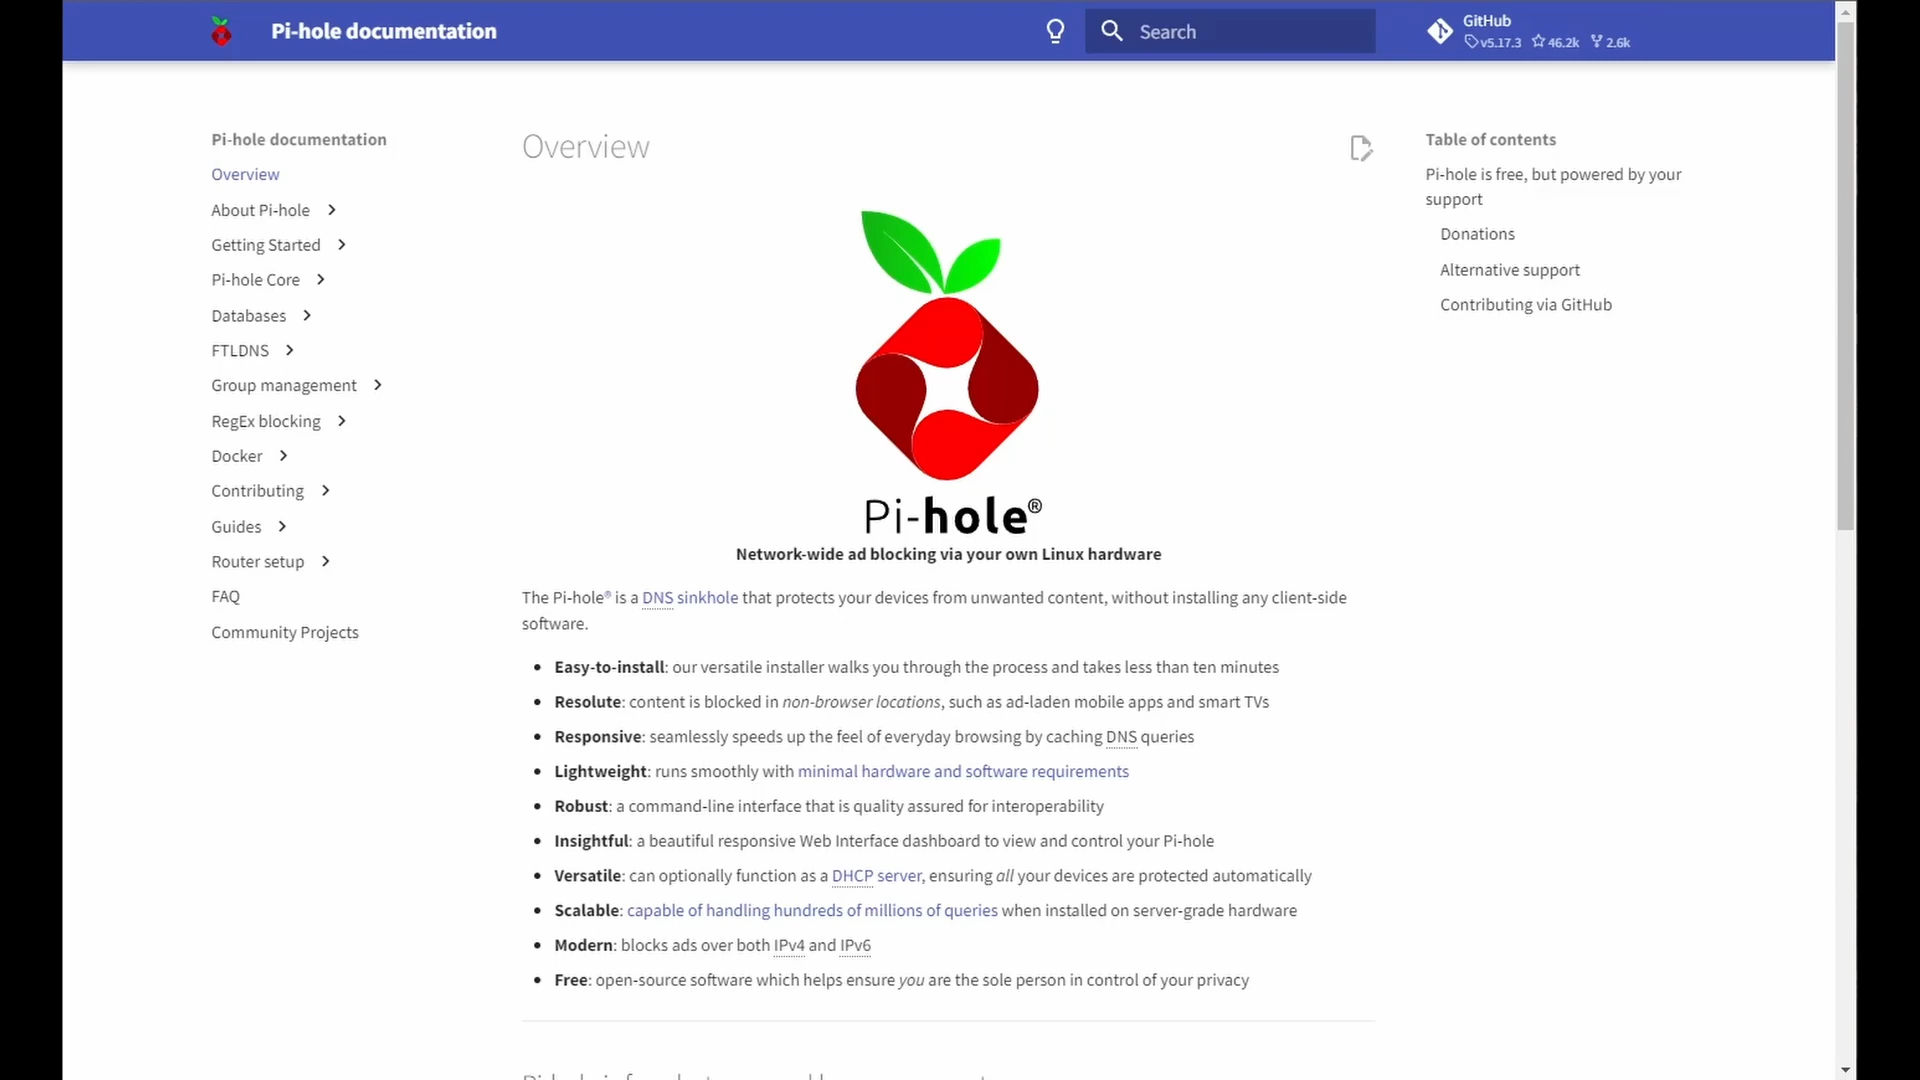 Pi-hole documentation
Search
GitHub
v5.17.3 46.2k 2.6k
Pi-hole documentation
Overview
About Pi-hole
Getting Started
Pi-hole Core
Databases
FTLDNS
Group management
RegEx blocking
Docker
Contributing
Guides
Router setup
FAQ
Community Projects
Overview
Pi-hole®
Network-wide ad blocking via your own Linux hardware
The Pi-hole® is a DNS sinkhole that protects your devices from unwanted content, without installing any client-side
software.
Easy-to-install: our versatile installer walks you through the process and takes less than ten minutes
Resolute: content is blocked in non-browser locations, such as ad-laden mobile apps and smart TVs
Responsive: seamlessly speeds up the feel of everyday browsing by caching DNS queries
Lightweight: runs smoothly with minimal hardware and software requirements
Robust: a command-line interface that is quality assured for interoperability
Insightful: a beautiful responsive Web Interface dashboard to view and control your Pi-hole
Versatile: can optionally function as a DHCP server, ensuring all your devices are protected automatically
Scalable: capable of handling hundreds of millions of queries when installed on server-grade hardware
Modern: blocks ads over both IPv4 and IPv6
Free: open-source software which helps ensure you are the sole person in control of your privacy
Table of contents
Pi-hole is free, but powered by your
support
Donations
Alternative support
Contributing via GitHub